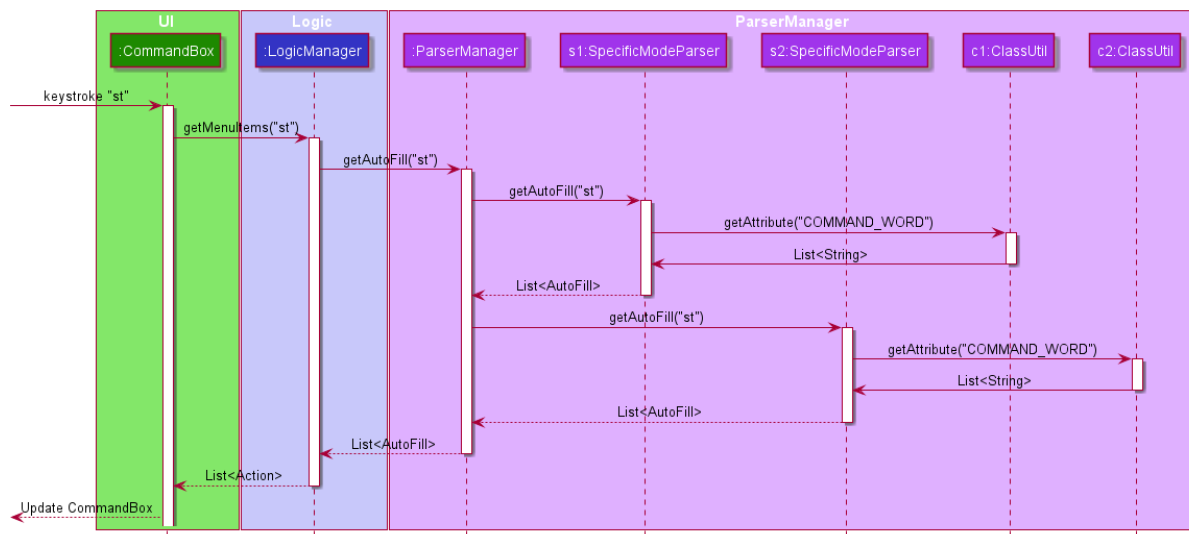 UI
Logic
ParserManager
:CommandBox
:LogicManager
:ParserManager
s1:SpecificModeParser
s2:SpecificModeParser
c1:ClassUtil
c2:ClassUtil
keystroke "st"
getMenuItems("st")
getAutoFill("st")
getAutoFill("st")
getAttribute("COMMAND_WORD")
List<String>
List<AutoFill>
getAutoFill("st")
getAttribute("COMMAND_WORD")
List<String>
List<AutoFill>
List<AutoFill>
List<Action>
Update CommandBox